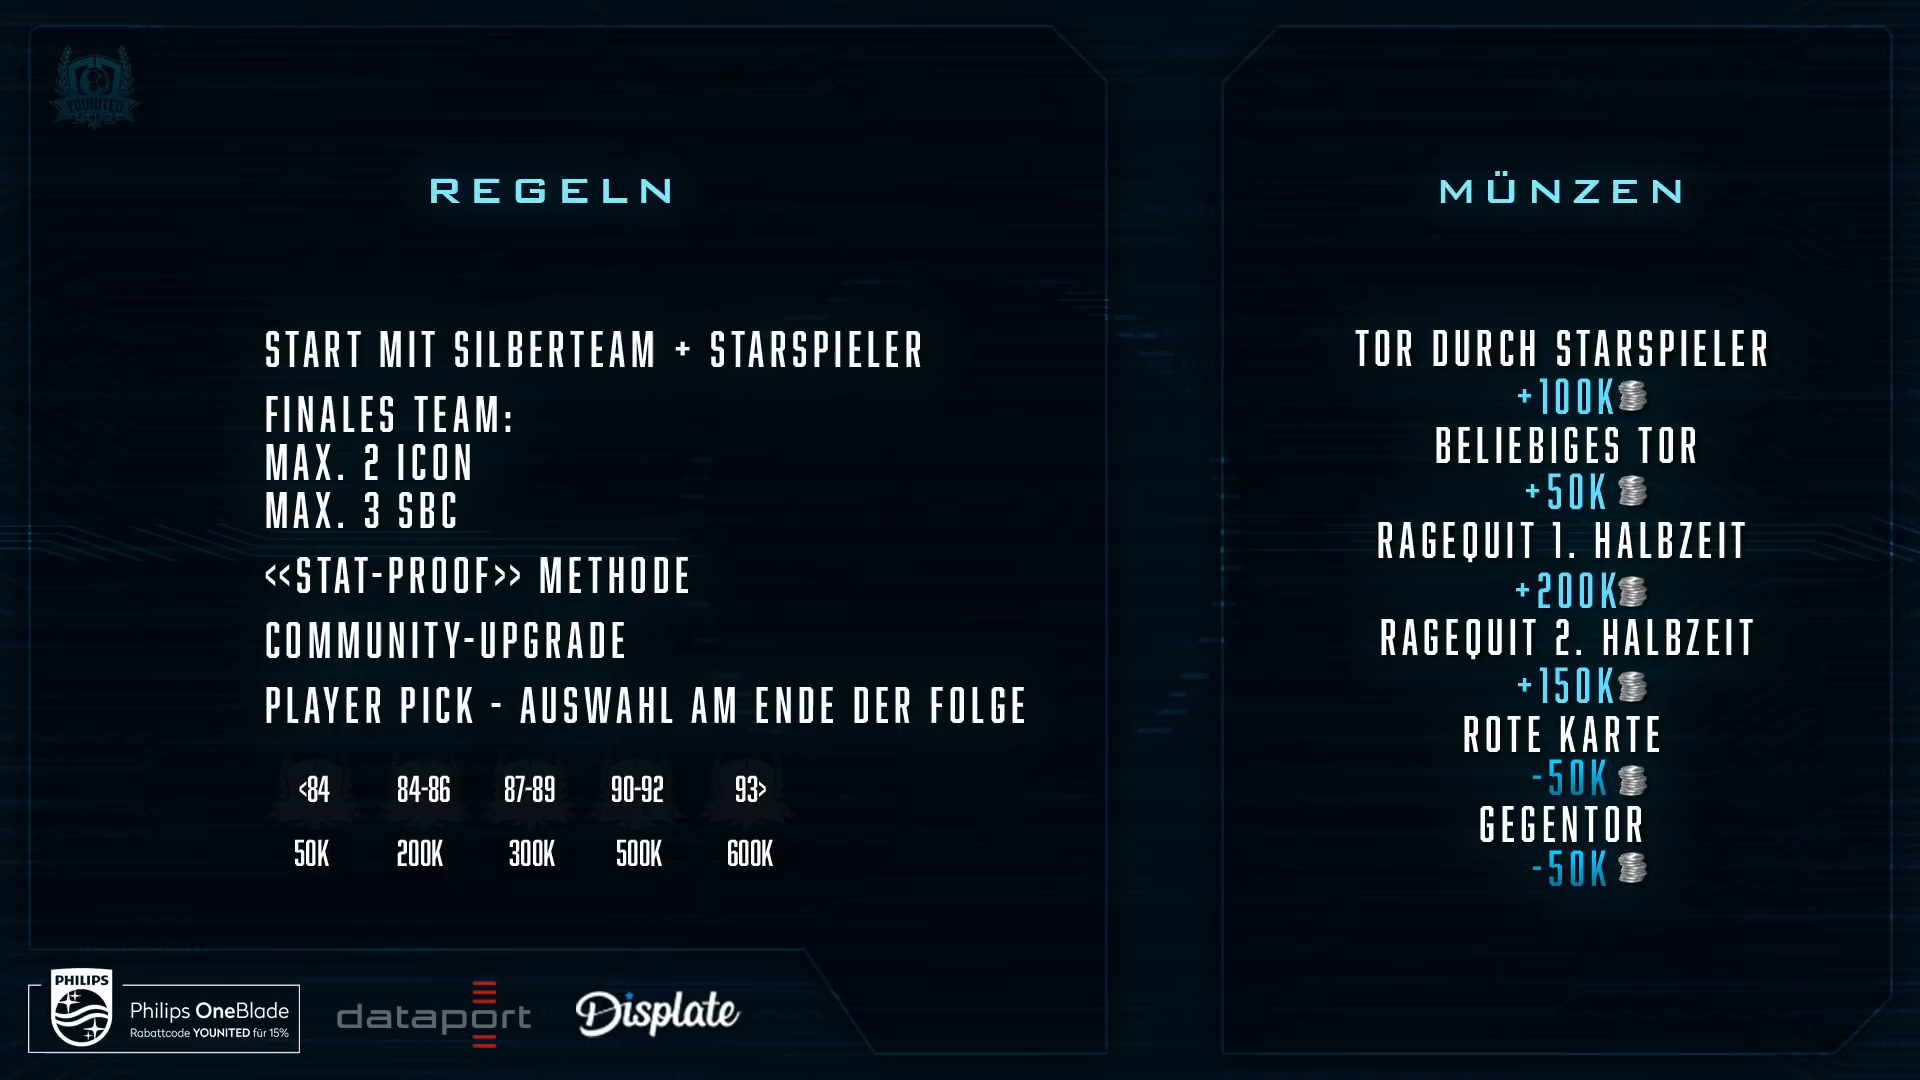 YOUNITED
REGELN
START MIT SILBERTEAM + STARSPIELER
FINALES TEAM:
MAX. 2 ICON
MAX. 3 SBC
<<STAT-PROOF>> METHODE
COMMUNITY-UPGRADE
PLAYER PICK - AUSWAHL AM ENDE DER FOLGE
<84 84-86 87-89 90-92 93>
50K 200K 300K 500K 600K
MÜNZEN
TOR DURCH STARSPIELER
+100K
BELIEBIGES TOR
+50K
RAGEQUIT 1. HALBZEIT
+200K
RAGEQUIT 2. HALBZEIT
+150K
ROTE KARTE
-50K
GEGENTOR
-50K
PHILIPS
Philips OneBlade
Rabattcode YOUNITED für 15%
dataport
Displate